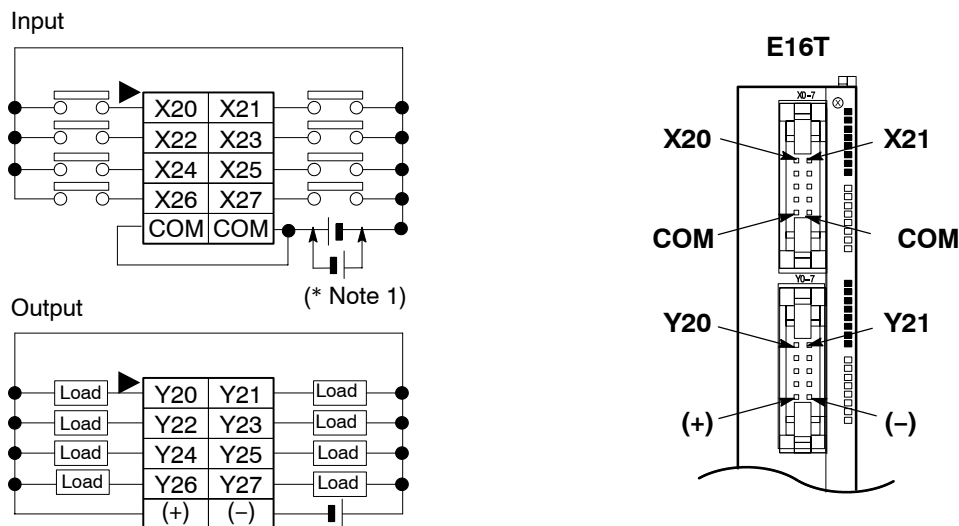 Input
X20 X21
X22 X23
X24 X25
X26 X27
COM COM
(* Note 1)
Output
Load Y20 Y21 Load
Load Y22 Y23 Load
Load Y24 Y25 Load
Load Y26 Y27 Load
(+) (–)
E16T
X0–7
X20 X21
COM COM
Y0–7
Y20 Y21
(+) (–)